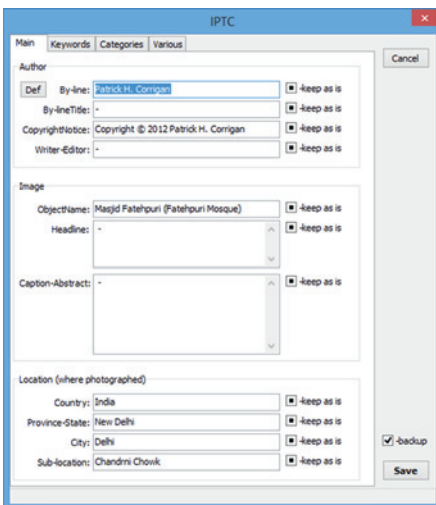 IPTC
Main Keywords Categories Various
Cancel
Author
Def By-line: Patrick H. Corrigan -keep as is
By-lineTitle: - -keep as is
CopyrightNotice: Copyright © 2012 Patrick H. Corrigan -keep as is
Writer-Editor: - -keep as is
Image
ObjectName: Masjid Fatehpuri (Fatehpuri Mosque) -keep as is
Headline: - -keep as is
Caption-Abstract: - -keep as is
Location (where photographed)
Country: India -keep as is
Province-State: New Delhi -keep as is
City: Delhi -keep as is
-backup
Sub-location: Chandrni Chowk -keep as is
Save